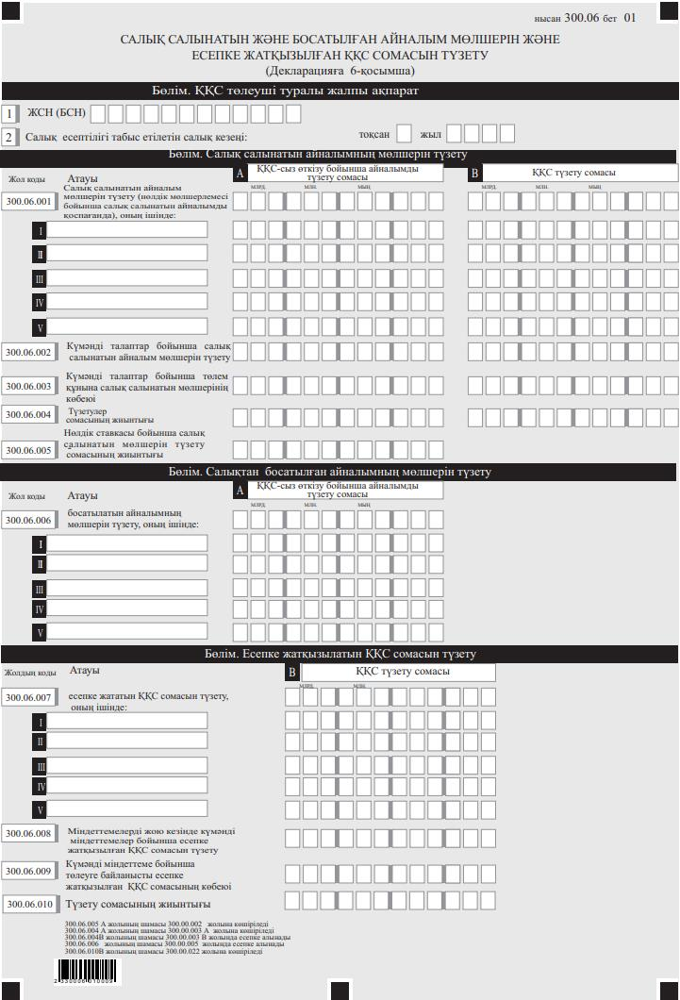 нысан 300.06 бет 01
САЛЫҚ САЛЫНАТЫН ЖӘНЕ БОСАТЫЛҒАН АЙНАЛЫМ МӨЛШЕРІН ЖӘНЕ
ЕСЕПКЕ ЖАТҚЫЗЫЛҒАН ҚҚС СОМАСЫН ТҮЗЕТУ
(Декларацияға 6-қосымша)
Бөлім. ҚҚС төлеуші туралы жалпы ақпарат
1 ЖСН (БСН)
2 Салық есептілігі табыс етілетін салық кезеңі: тоқсан жыл
Бөлім. Салық салынатын айналымның мөлшерін түзету
Жол коды Атауы A ҚҚС-сыз өткізу бойынша айналымды
түзету сомасы
B ҚҚС түзету сомасы
МЛРД. МЛН. МЫҢ МЛРД. МЛН. МЫҢ
300.06.001 Салық салынатын айналым
мөлшерін түзету (нөлдік мөлшерлемесі
бойынша салық салынатын айналымды
қоспағанда), оның ішінде:
I
II
III
IV
V
300.06.002 Күмәнді талаптар бойынша салық
салынатын айналым мөлшерін түзету
300.06.003 Күмәнді талаптар бойынша төлем
құнына салық салынатын мөлшерінің
көбеюі
300.06.004 Түзетулер
сомасының жиынтығы
300.06.005 Нөлдік ставкасы бойынша салық
салынатын мөлшерін түзету
сомасының жиынтығы
Бөлім. Салықтан босатылған айналымның мөлшерін түзету
Жол коды Атауы A ҚҚС-сыз өткізу бойынша айналымды
түзету сомасы
МЛРД. МЛН. МЫҢ
300.06.006 босатылатын айналымның
мөлшерін түзету, оның ішінде:
I
II
III
IV
V
Бөлім. Есепке жатқызылатын ҚҚС сомасын түзету
Жолдың коды Атауы B ҚҚС түзету сомасы
МЛРД. МЛН.
300.06.007 есепке жататын ҚҚС сомасын түзету,
оның ішінде:
I
II
III
IV
V
300.06.008 Міндеттемелерді жою кезінде күмәнді
міндеттемелер бойынша есепке
жатқызылған ҚҚС сомасын түзету
300.06.009 Күмәнді міндеттеме бойынша
төлеуге байланысты есепке
жатқызылған ҚҚС сомасының көбеюі
300.06.010 Түзету сомасының жиынтығы
300.06.005 А жолының шамасы 300.00.002 жолына көшіріледі
300.06.004 А жолының шамасы 300.00.003 А жолына көшіріледі
300.06.004В жолының шамасы 300.00.003 В жолында есепке алынады
300.06.006 жолының шамасы 300.00.005 жолында есепке алынады
300.06.010В жолының шамасы 300.00.022 жолына көшіріледі